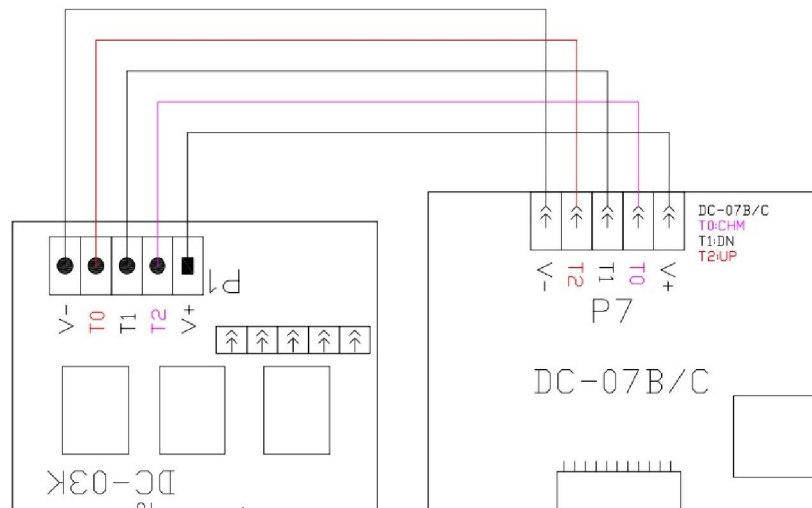 P1
V-
T0
T1
T2
V+
DC-03K
V-
T2
T1
T0
V+
P7
DC-07B/C
T0:CHM
T1:DN
T2:UP
DC-07B/C